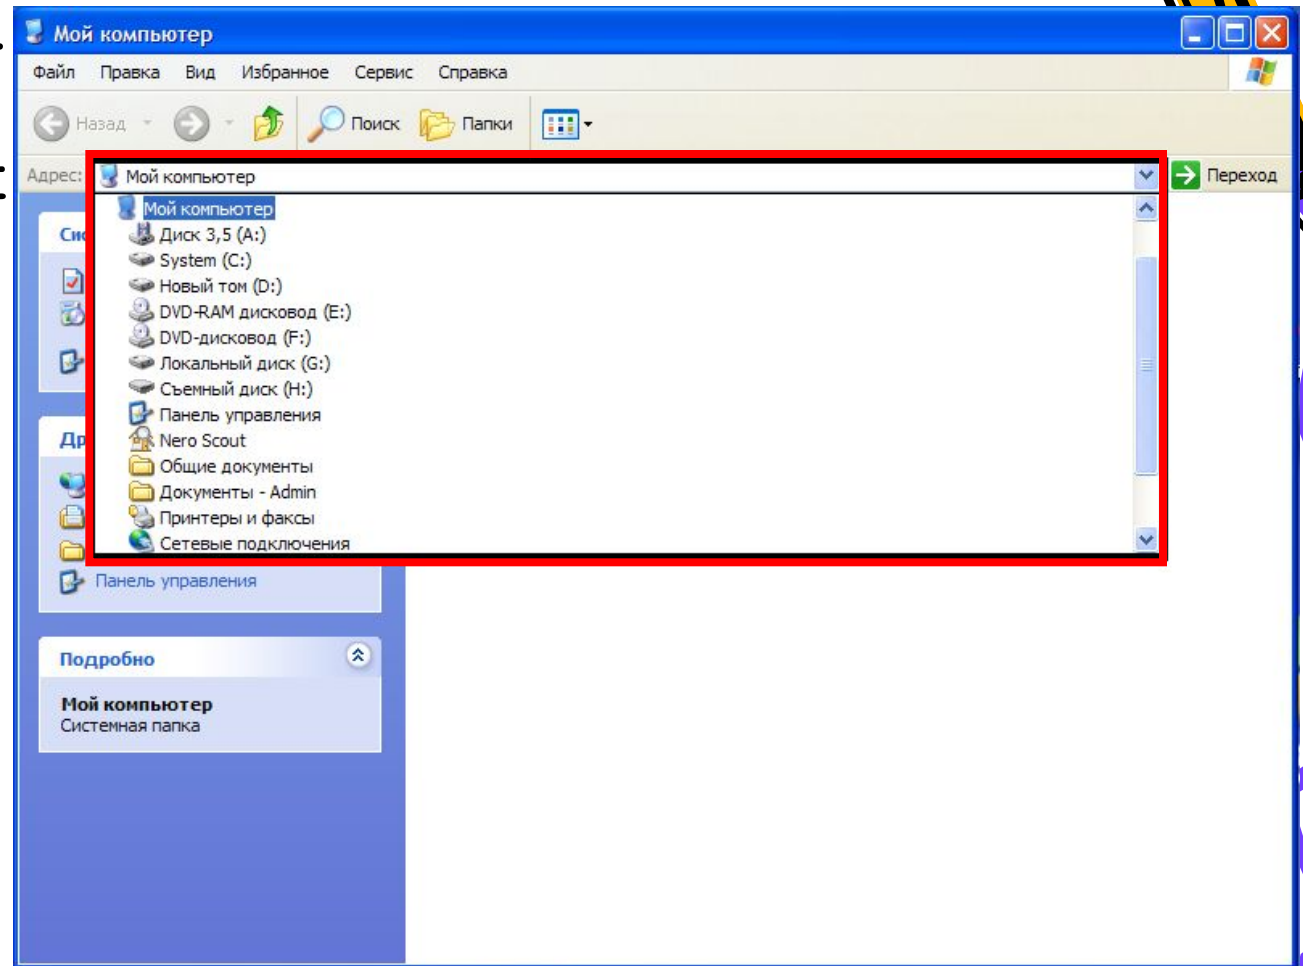 Мой компьютер
Файл Правка Вид Избранное Сервис Справка
Назад Поиск Папки
Адрес: Мой компьютер Переход
Мой компьютер
Диск 3,5 (A:)
System (C:)
Новый том (D:)
DVD-RAM дисковод (E:)
DVD-дисковод (F:)
Локальный диск (G:)
Съемный диск (H:)
Панель управления
Nero Scout
Общие документы
Документы - Admin
Принтеры и факсы
Сетевые подключения
Панель управления
Подробно
Мой компьютер
Системная папка